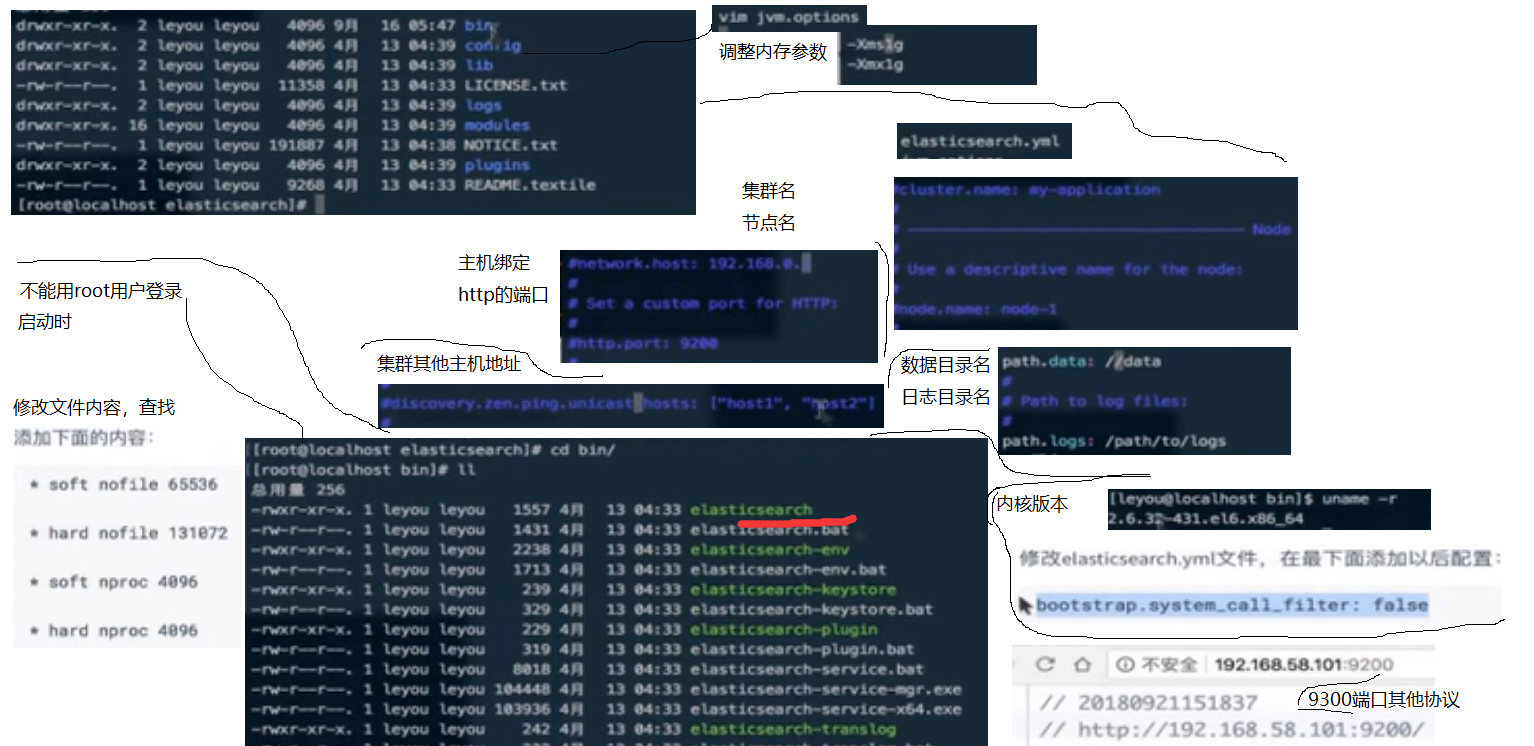 drwxr-xr-x. 2 leyou leyou 4096 9月 16 05:47 bin
drwxr-xr-x. 2 leyou leyou 4096 4月 13 04:39 config
drwxr-xr-x. 2 leyou leyou 4096 4月 13 04:39 lib
-rw-r--r--. 1 leyou leyou 11358 4月 13 04:33 LICENSE.txt
drwxr-xr-x. 2 leyou leyou 4096 4月 13 04:39 logs
drwxr-xr-x. 16 leyou leyou 4096 4月 13 04:39 modules
-rw-r--r--. 1 leyou leyou 191887 4月 13 04:38 NOTICE.txt
drwxr-xr-x. 2 leyou leyou 4096 4月 13 04:39 plugins
-rw-r--r--. 1 leyou leyou 9268 4月 13 04:33 README.textile
[root@localhost elasticsearch]#
vim jvm.options
调整内存参数
-Xms1g
-Xmx1g
elasticsearch.yml
集群名
节点名
#cluster.name: my-application
#
# Node
#
# Use a descriptive name for the node:
#
#node.name: node-1
主机绑定
http的端口
#network.host: 192.168.0.
#
# Set a custom port for HTTP:
#
#http.port: 9200
#
不能用root用户登录
启动时
集群其他主机地址
#discovery.zen.ping.unicast.hosts: ["host1", "host2"]
#
数据目录名
日志目录名
path.data: //data
#
# Path to log files:
#
path.logs: /path/to/logs
修改文件内容，查找
添加下面的内容：
* soft nofile 65536
* hard nofile 131072
* soft nproc 4096
* hard nproc 4096
[[root@localhost elasticsearch]# cd bin/
[[root@localhost bin]# ll
总用量 256
-rwxr-xr-x. 1 leyou leyou 1557 4月 13 04:33 elasticsearch
-rw-r--r--. 1 leyou leyou 1431 4月 13 04:33 elasticsearch.bat
-rwxr-xr-x. 1 leyou leyou 2238 4月 13 04:33 elasticsearch-env
-rw-r--r--. 1 leyou leyou 1713 4月 13 04:33 elasticsearch-env.bat
-rwxr-xr-x. 1 leyou leyou 239 4月 13 04:33 elasticsearch-keystore
-rw-r--r--. 1 leyou leyou 329 4月 13 04:33 elasticsearch-keystore.bat
-rwxr-xr-x. 1 leyou leyou 229 4月 13 04:33 elasticsearch-plugin
-rw-r--r--. 1 leyou leyou 319 4月 13 04:33 elasticsearch-plugin.bat
-rw-r--r--. 1 leyou leyou 8018 4月 13 04:33 elasticsearch-service.bat
-rw-r--r--. 1 leyou leyou 104448 4月 13 04:33 elasticsearch-service-mgr.exe
-rw-r--r--. 1 leyou leyou 103936 4月 13 04:33 elasticsearch-service-x64.exe
-rwxr-xr-x. 1 leyou leyou 242 4月 13 04:33 elasticsearch-translog
内核版本
[leyou@localhost bin]$ uname -r
2.6.32-431.el6.x86_64
修改elasticsearch.yml文件，在最下面添加以后配置：
bootstrap.system_call_filter: false
不安全 192.168.58.101:9200
9300端口其他协议
// 20180921151837
// http://192.168.58.101:9200/